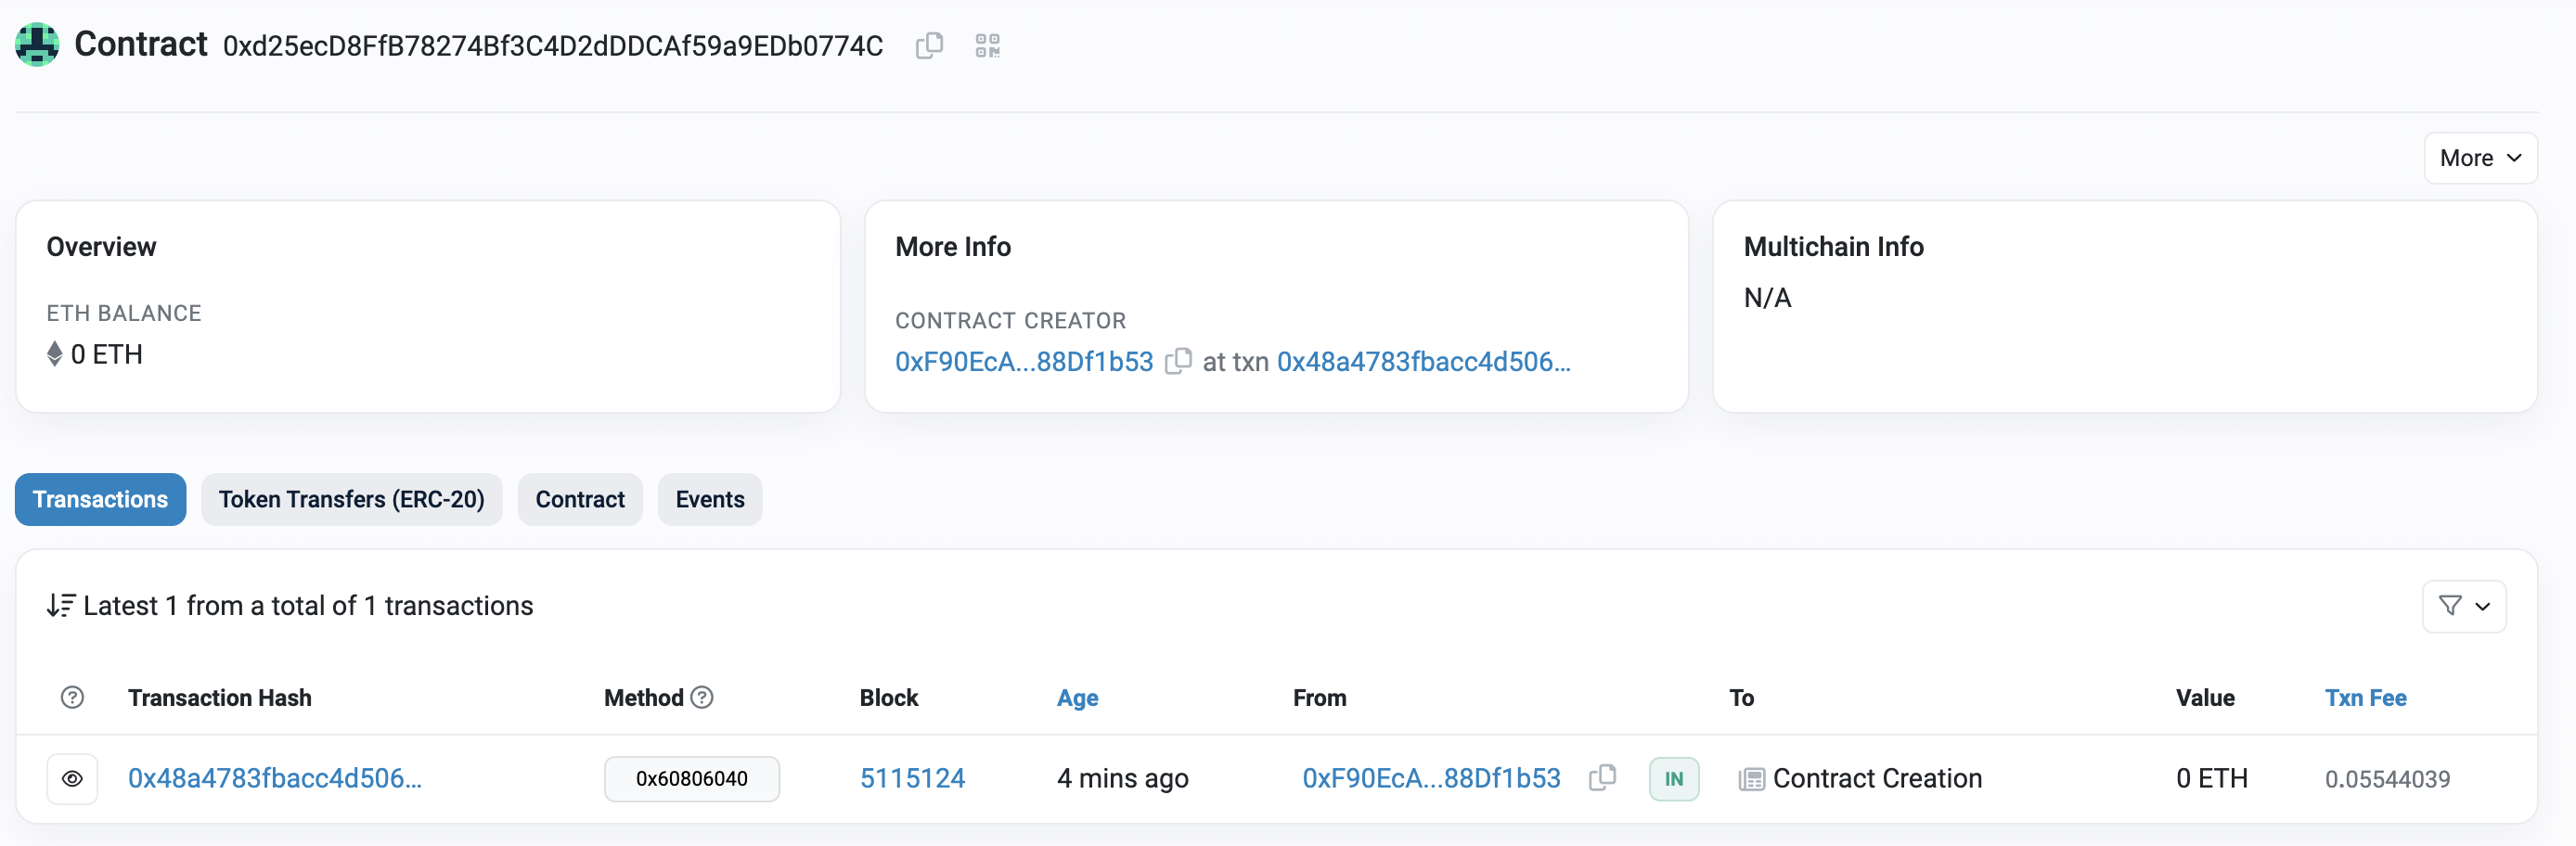 Contract 0xd25ecD8FfB78274Bf3C4D2dDDCAf59a9EDb0774C
More
Overview
ETH BALANCE
0 ETH
More Info
CONTRACT CREATOR
0xF90EcA...88Df1b53 at txn 0x48a4783fbacc4d506...
Multichain Info
N/A
Transactions Token Transfers (ERC-20) Contract Events
Latest 1 from a total of 1 transactions
Transaction Hash Method Block Age From To Value Txn Fee
0x48a4783fbacc4d506... 0x60806040 5115124 4 mins ago 0xF90EcA...88Df1b53 IN Contract Creation 0 ETH 0.05544039